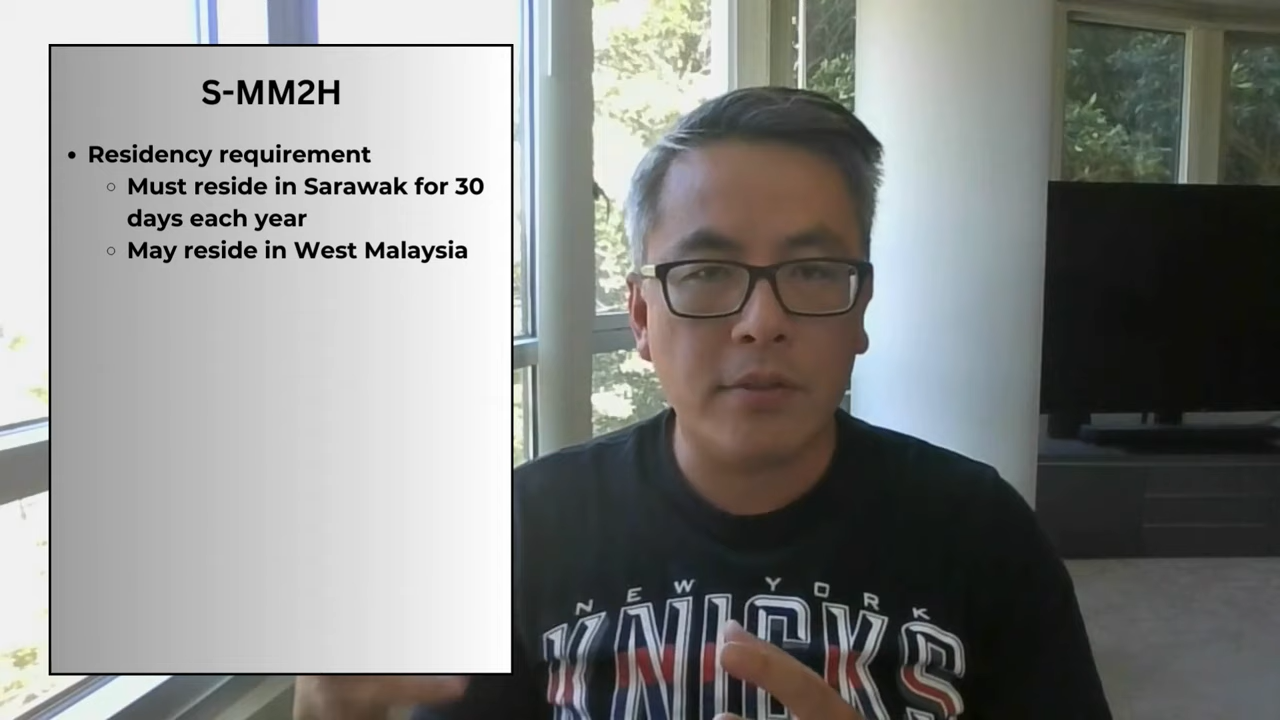 S-MM2H
• Residency requirement
○ Must reside in Sarawak for 30
days each year
○ May reside in West Malaysia
NEW YORK
KNICKS